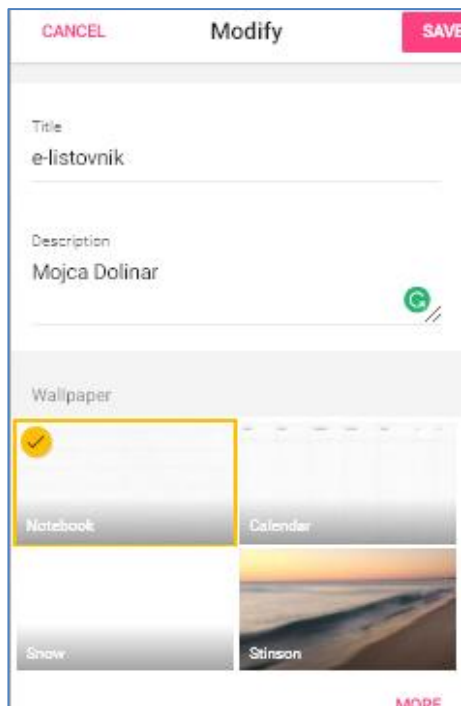 CANCEL Modify SAVE
Title
e-listovnik
Description
Mojca Dolinar
Wallpaper
Notebook Calendar
Snow Stinson
MORE